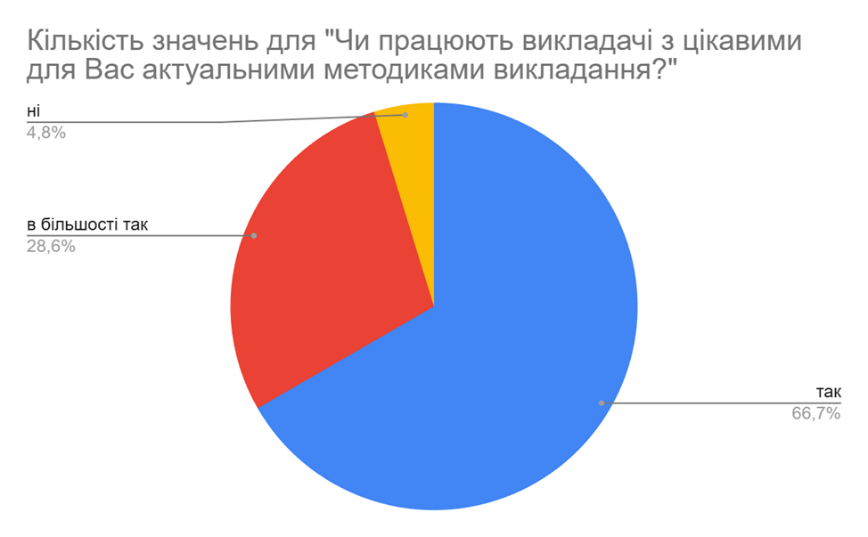 Кількість значень для "Чи працюють викладачі з цікавими
для Вас актуальними методиками викладання?"
ні
4,8%
в більшості так
28,6%
так
66,7%